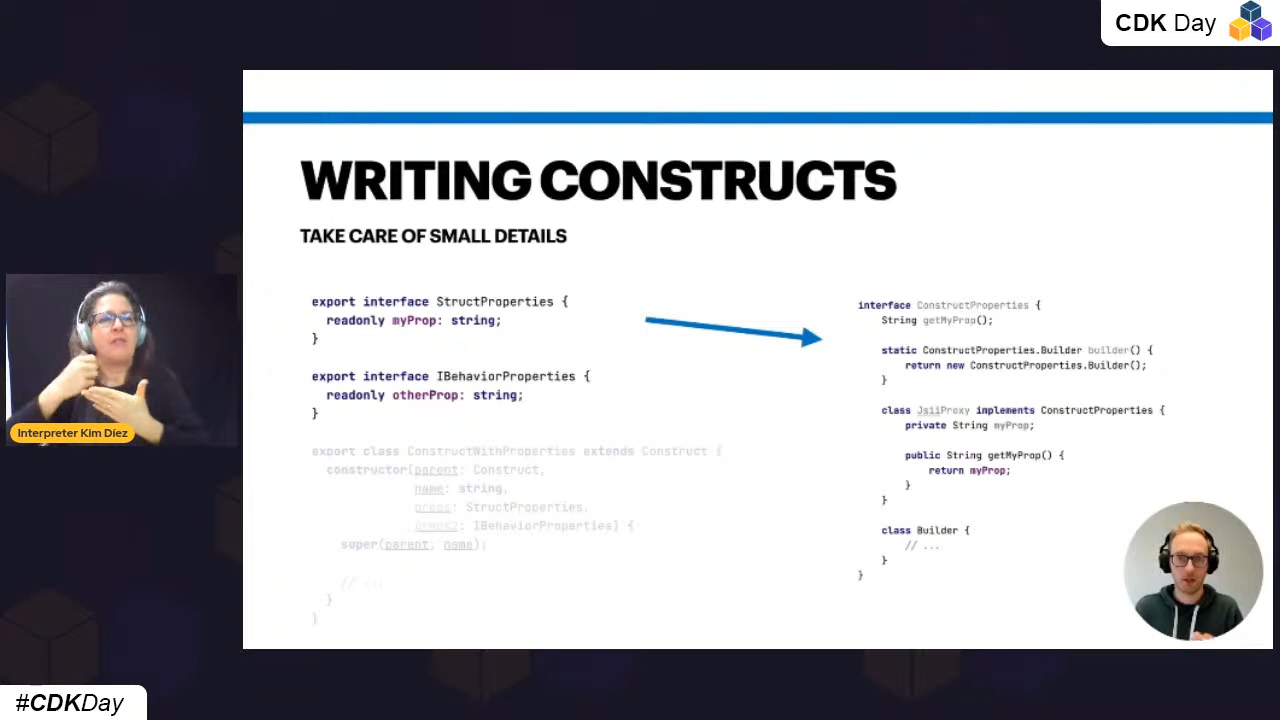 CDK Day
WRITING CONSTRUCTS
TAKE CARE OF SMALL DETAILS
export interface StructProperties {
readonly myProp: string;
}
export interface IBehaviorProperties {
readonly otherProp: string;
}
export class ConstructWithProperties extends Construct {
constructor(parent: Construct,
name: string,
props: StructProperties,
props2: IBehaviorProperties) {
super(parent, name);
// ...
}
}
interface ConstructProperties {
String getMyProp();
static ConstructProperties.Builder builder() {
return new ConstructProperties.Builder();
}
class JsiiProxy implements ConstructProperties {
private String myProp;
public String getMyProp() {
return myProp;
}
}
class Builder {
// ...
}
}
Interpreter Kim Díez
#CDKDay